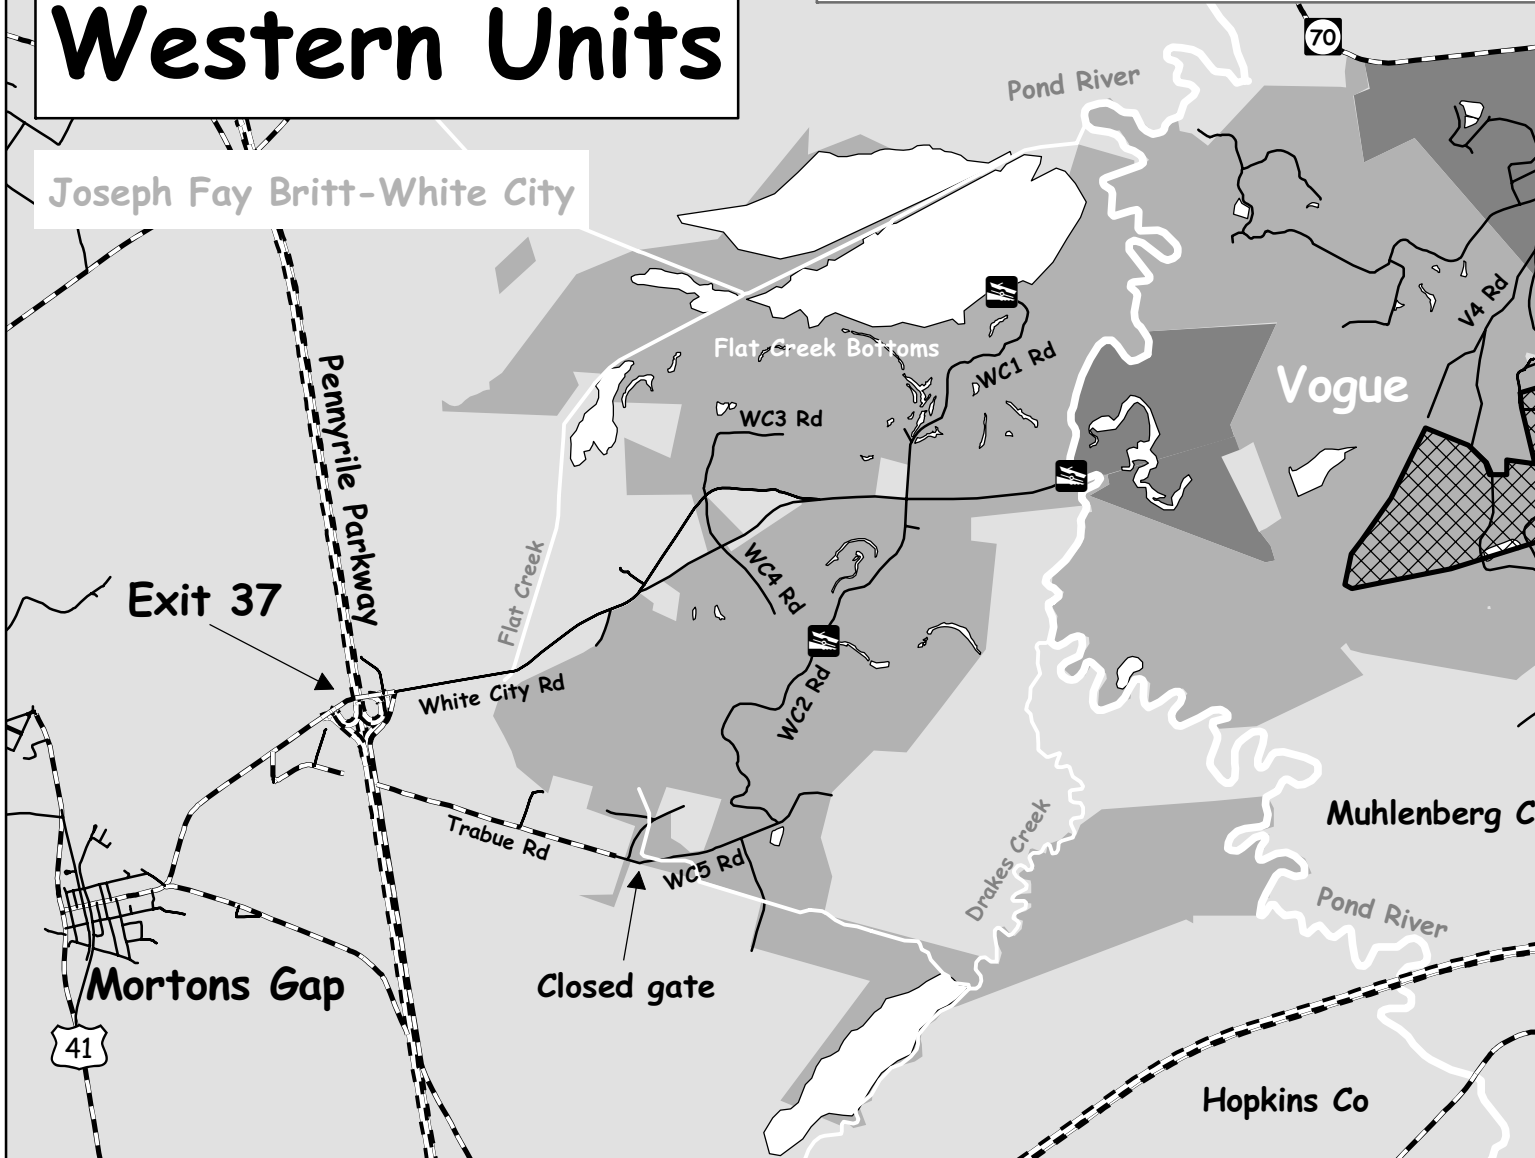 Western Units
70
Pond River
Joseph Fay Britt-White City
V4 Rd
Flat Creek Bottoms
WC1 Rd
Vogue
Pennyrile Parkway
WC3 Rd
Flat Creek
WC4 Rd
Exit 37
White City Rd
WC2 Rd
Muhlenberg C
Trabue Rd
WC5 Rd
Drakes Creek
Pond River
Mortons Gap
Closed gate
41
Hopkins Co